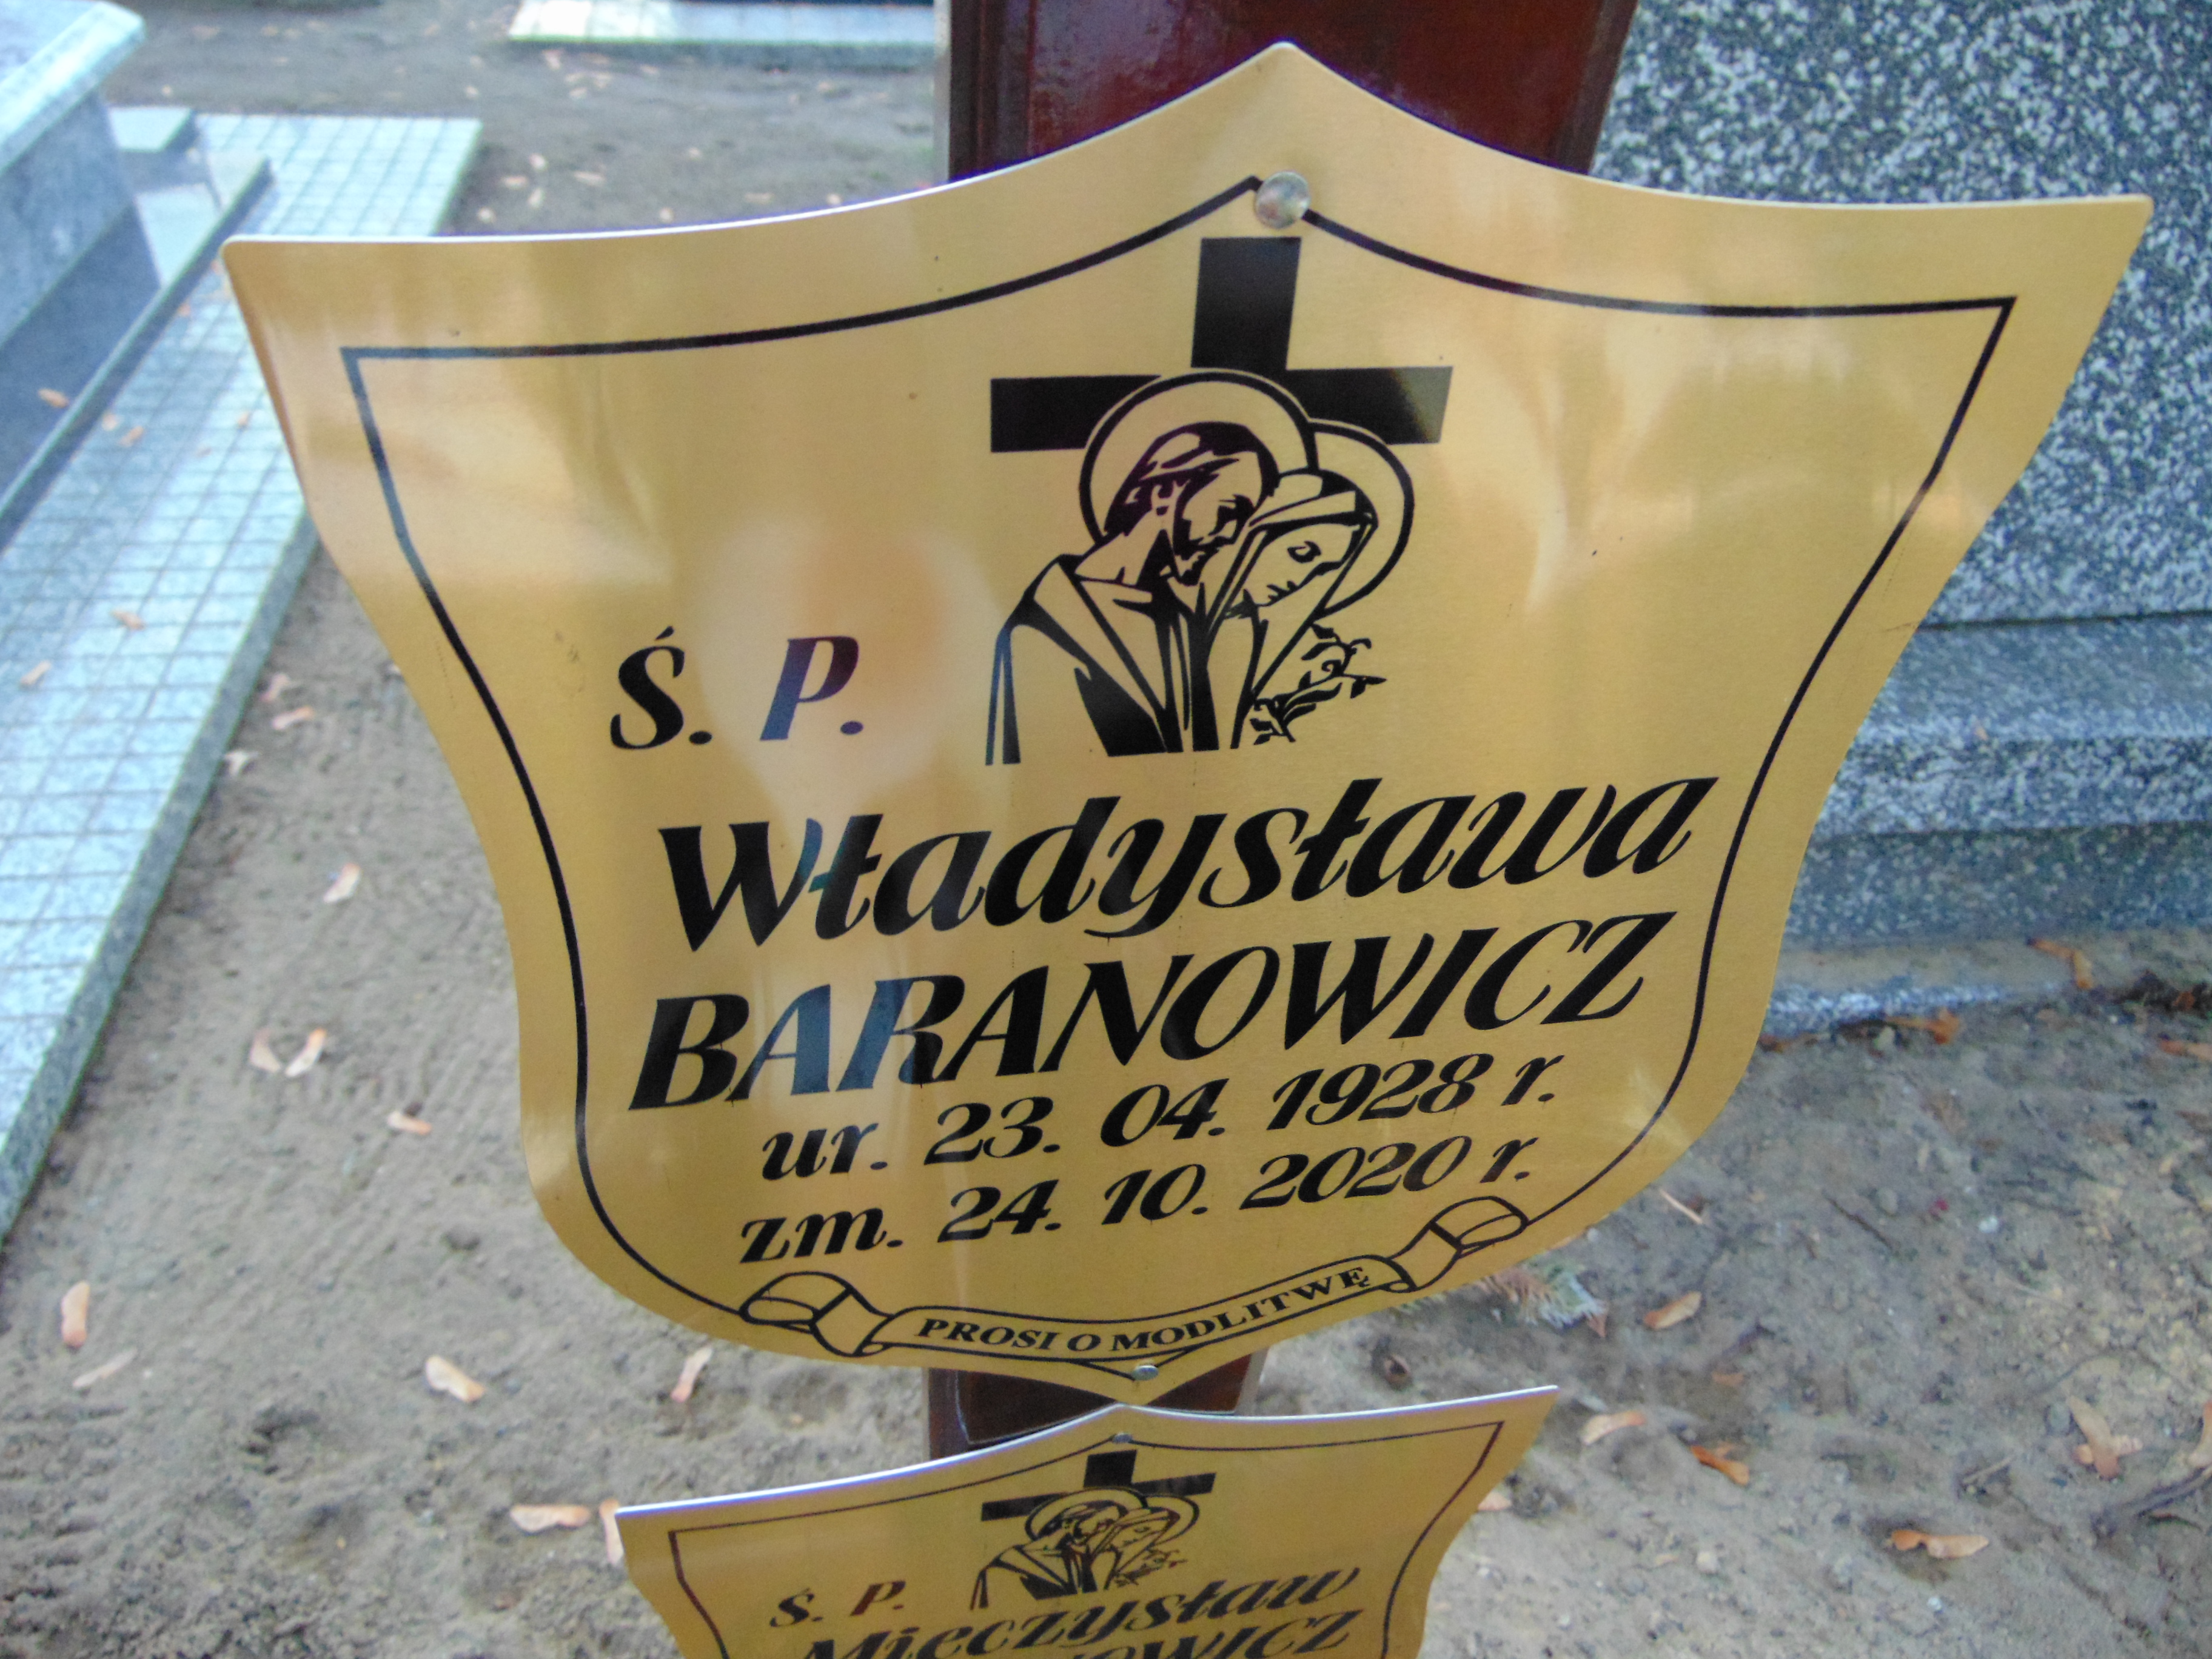 Ś. P.
Władysława
BARANOWICZ
ur. 23. 04. 1928 r.
zm. 24. 10. 2020 r.
PROSI O MODLITWĘ
Ś. P.
Mieczysław